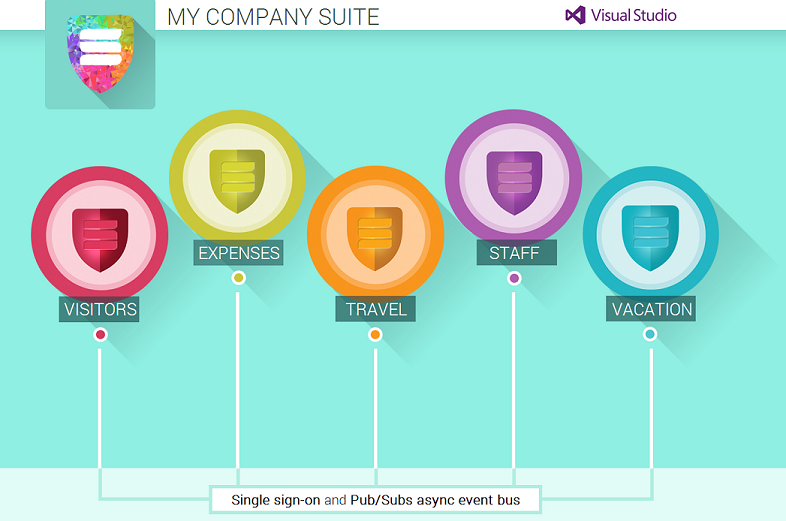 MY COMPANY SUITE
Visual Studio
EXPENSES
STAFF
VISITORS
TRAVEL
VACATION
Single sign-on and Pub/Subs async event bus